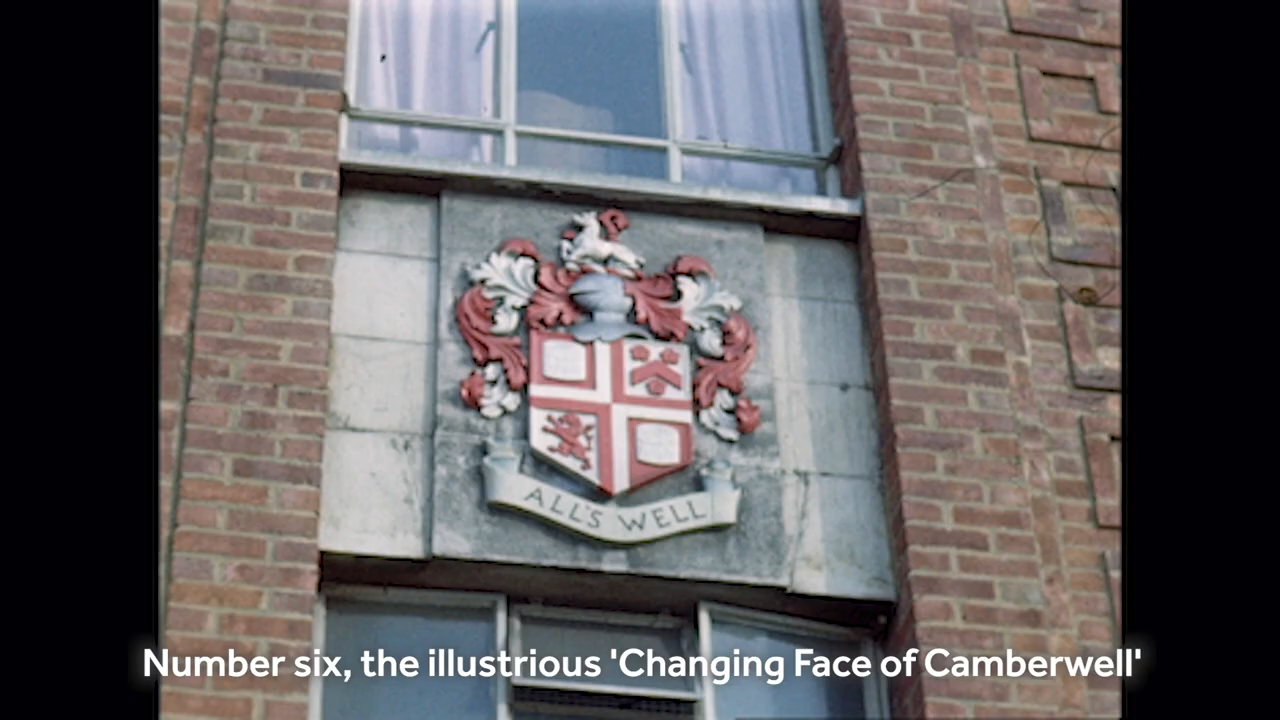 ALL'S WELL
Number six, the illustrious 'Changing Face of Camberwell'